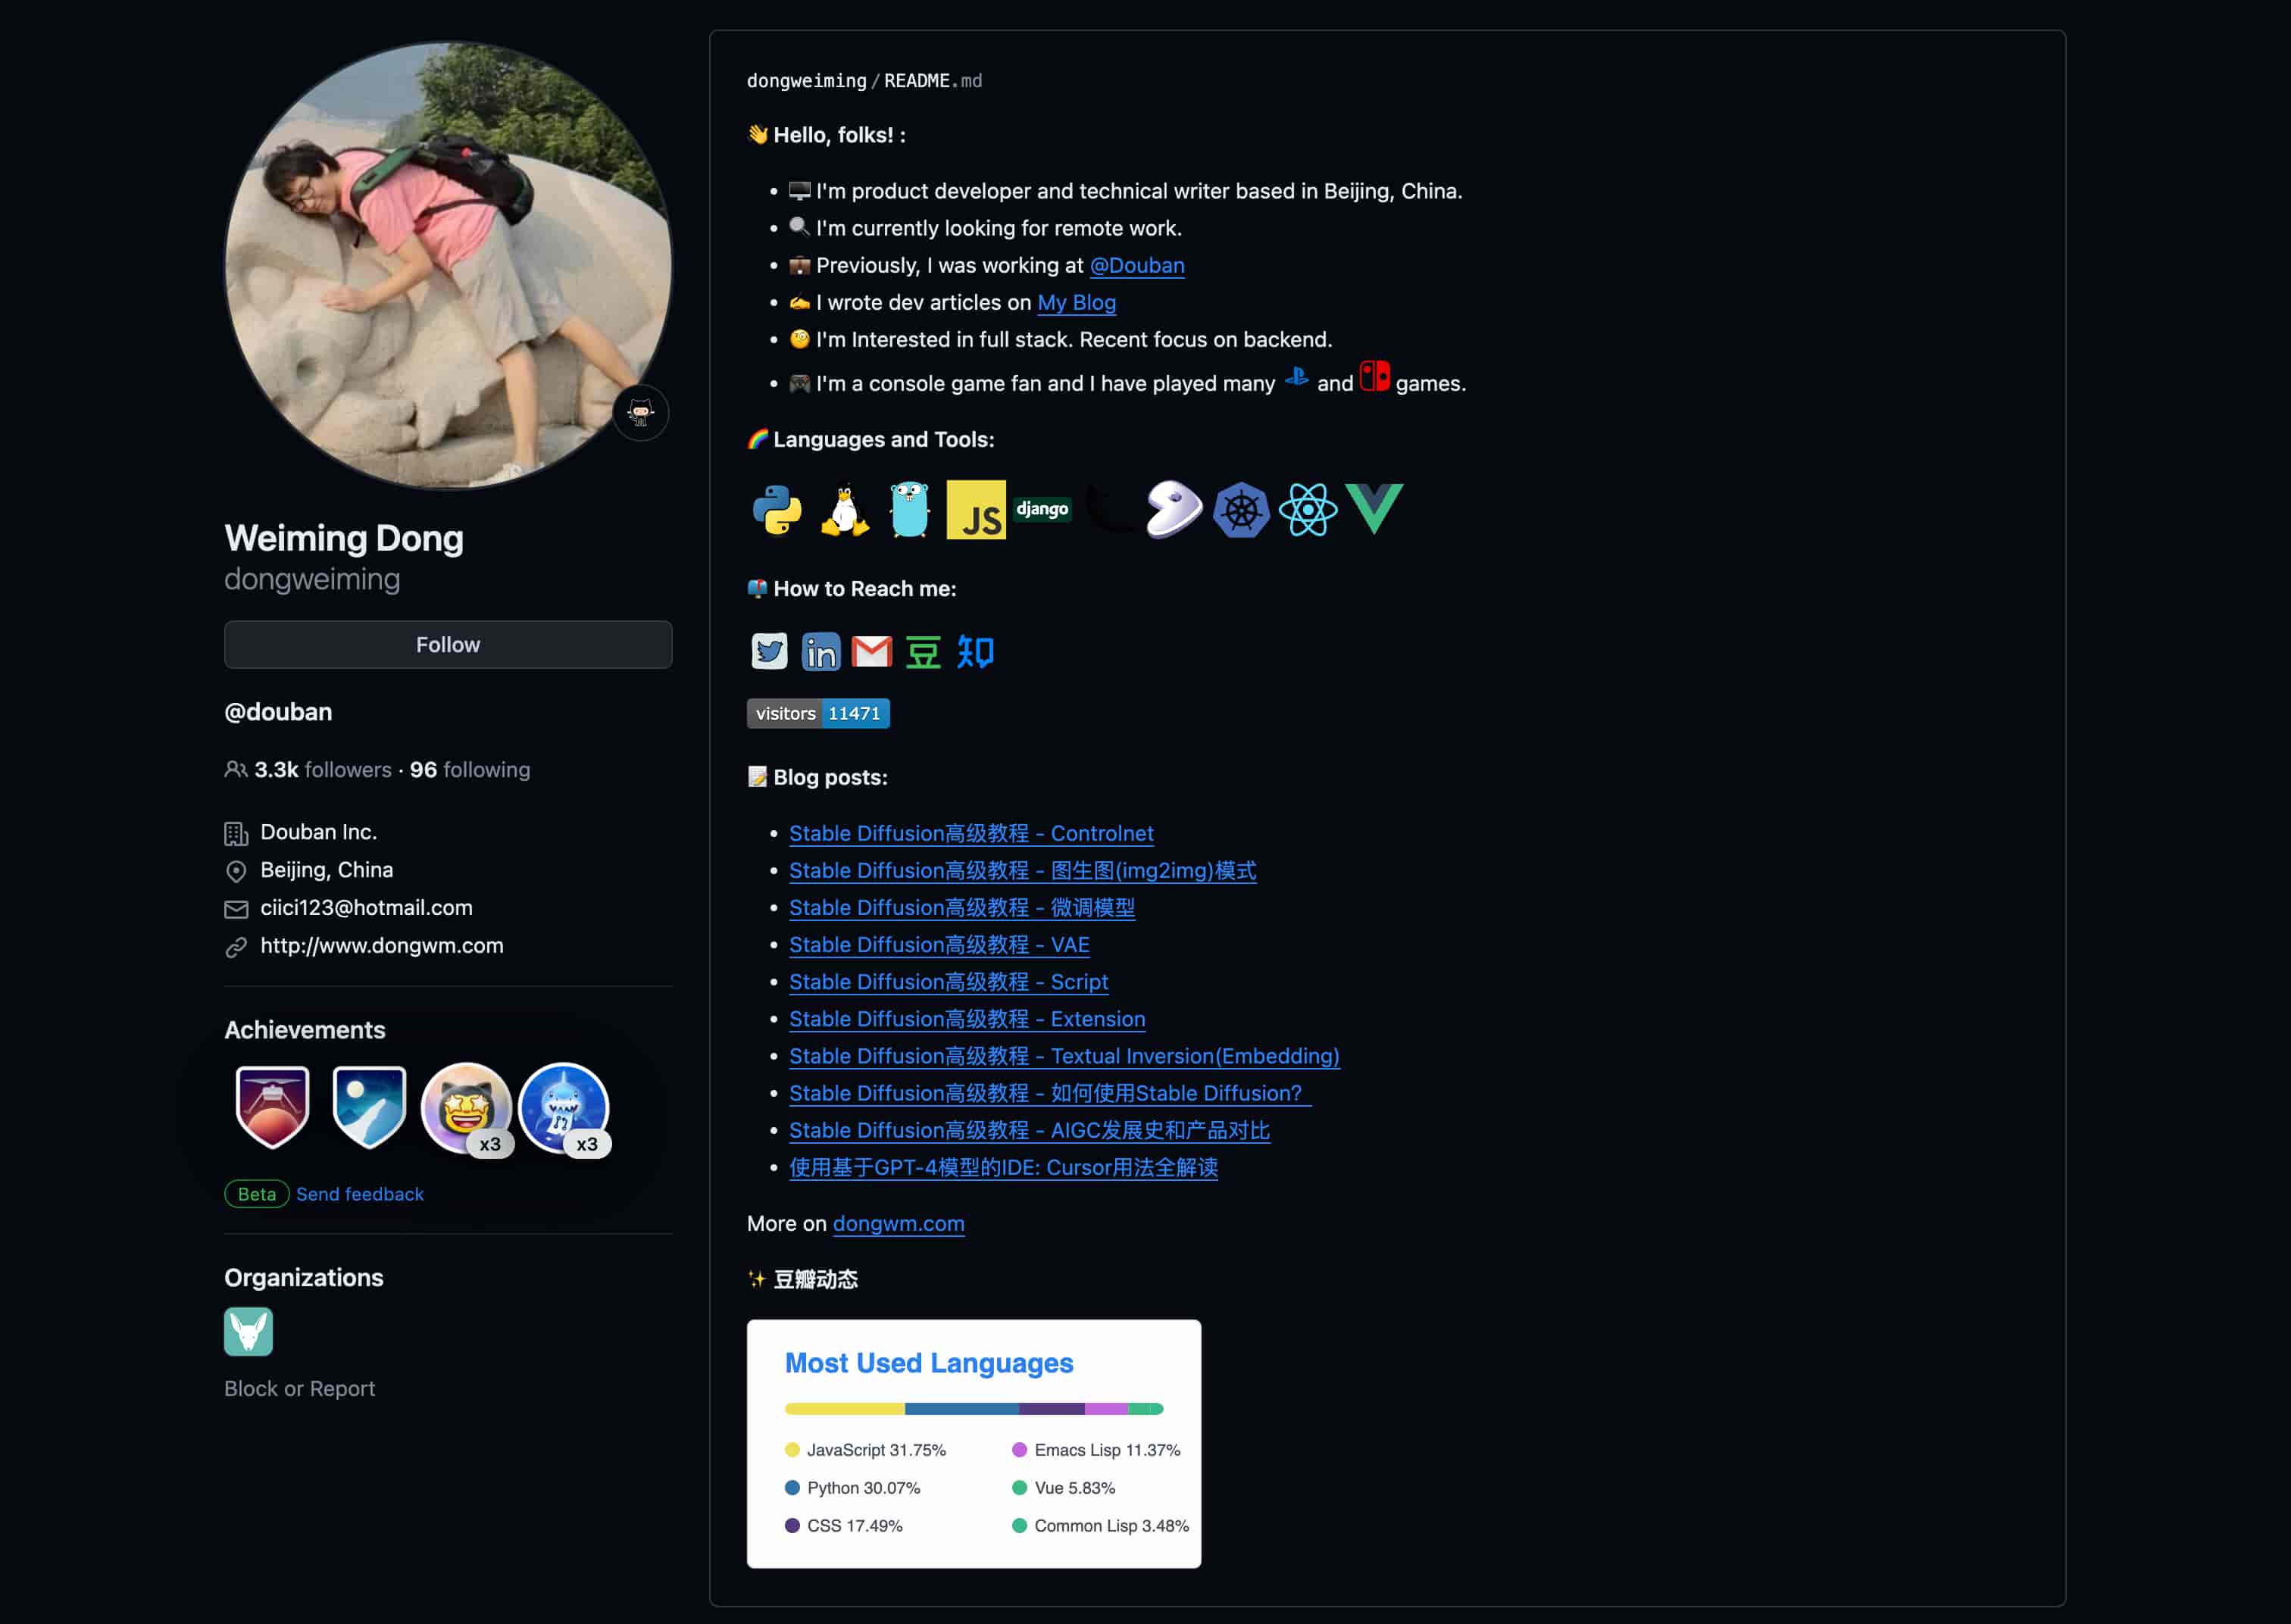 Weiming Dong
dongweiming
Follow
@douban
3.3k followers · 96 following
Douban Inc.
Beijing, China
ciici123@hotmail.com
http://www.dongwm.com
Achievements
x3
x3
Beta Send feedback
Organizations
Block or Report
dongweiming/README.md
👋 Hello, folks! :
🖥️ I'm product developer and technical writer based in Beijing, China.
🔍 I'm currently looking for remote work.
💼 Previously, I was working at @Douban
✍️ I wrote dev articles on My Blog
🧐 I'm Interested in full stack. Recent focus on backend.
🎮 I'm a console game fan and I have played many and games.
🌈 Languages and Tools:
JS django
📫 How to Reach me:
in 豆 知
visitors 11471
📝 Blog posts:
Stable Diffusion高级教程 - Controlnet
Stable Diffusion高级教程 - 图生图(img2img)模式
Stable Diffusion高级教程 - 微调模型
Stable Diffusion高级教程 - VAE
Stable Diffusion高级教程 - Script
Stable Diffusion高级教程 - Extension
Stable Diffusion高级教程 - Textual Inversion(Embedding)
Stable Diffusion高级教程 - 如何使用Stable Diffusion？
Stable Diffusion高级教程 - AIGC发展史和产品对比
使用基于GPT-4模型的IDE: Cursor用法全解读
More on dongwm.com
✨ 豆瓣动态
Most Used Languages
JavaScript 31.75%
Python 30.07%
CSS 17.49%
Emacs Lisp 11.37%
Vue 5.83%
Common Lisp 3.48%